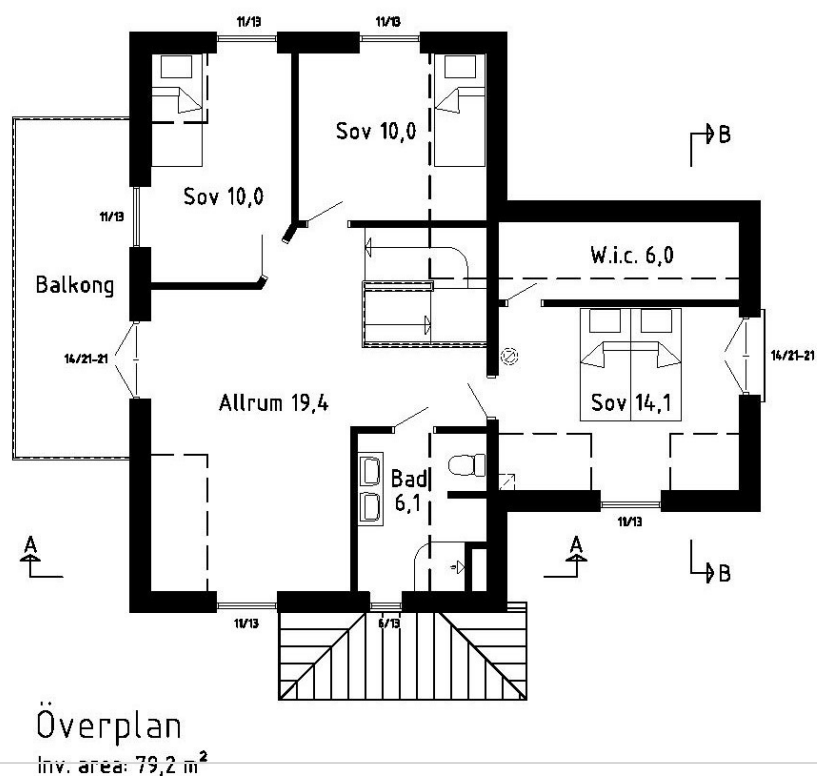 11/13
11/13
Sov 10,0
B
Sov 10,0
11/13
W.i.c. 6,0
Balkong
14/21-21
14/21-21
Allrum 19,4
Sov 14,1
Bad
6,1
11/13
A
A
B
11/13
6/13
Överplan
Inv. area: 79,2 m²